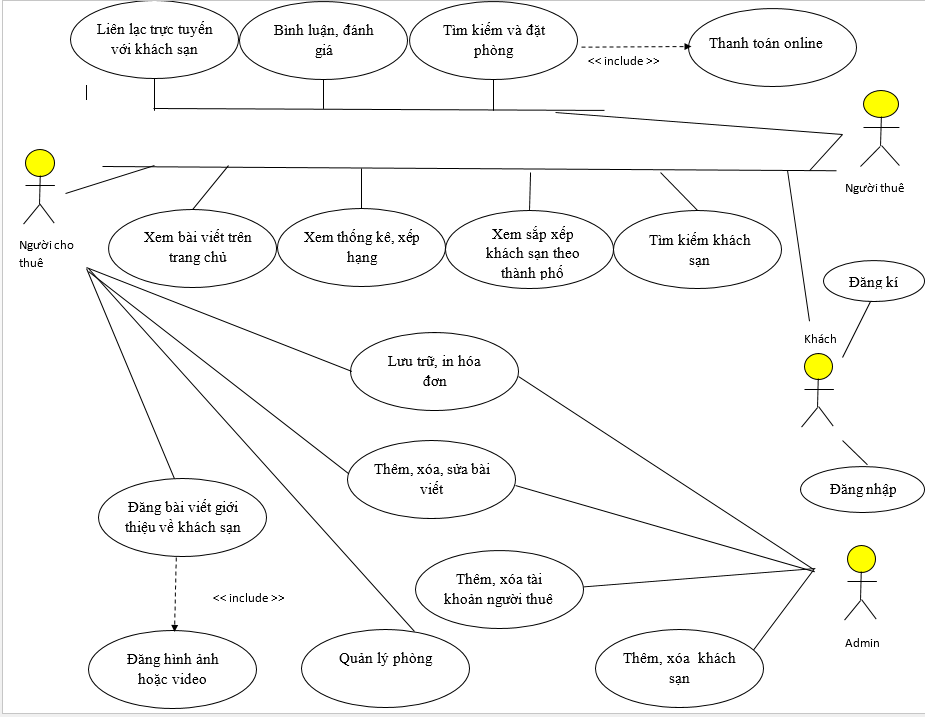 Liên lạc trực tuyến
với khách sạn
Bình luận, đánh
giá
Tìm kiếm và đặt
phòng
<< include >>
Thanh toán online
Người thuê
Người cho
thuê
Xem bài viết trên
trang chủ
Xem thống kê, xếp
hạng
Xem sắp xếp
khách sạn theo
thành phố
Tìm kiếm khách
sạn
Đăng kí
Khách
Lưu trữ, in hóa
đơn
Thêm, xóa, sửa bài
viết
Đăng nhập
Đăng bài viết giới
thiệu về khách sạn
<< include >>
Thêm, xóa tài
khoản người thuê
Admin
Đăng hình ảnh
hoặc video
Quản lý phòng
Thêm, xóa  khách
sạn